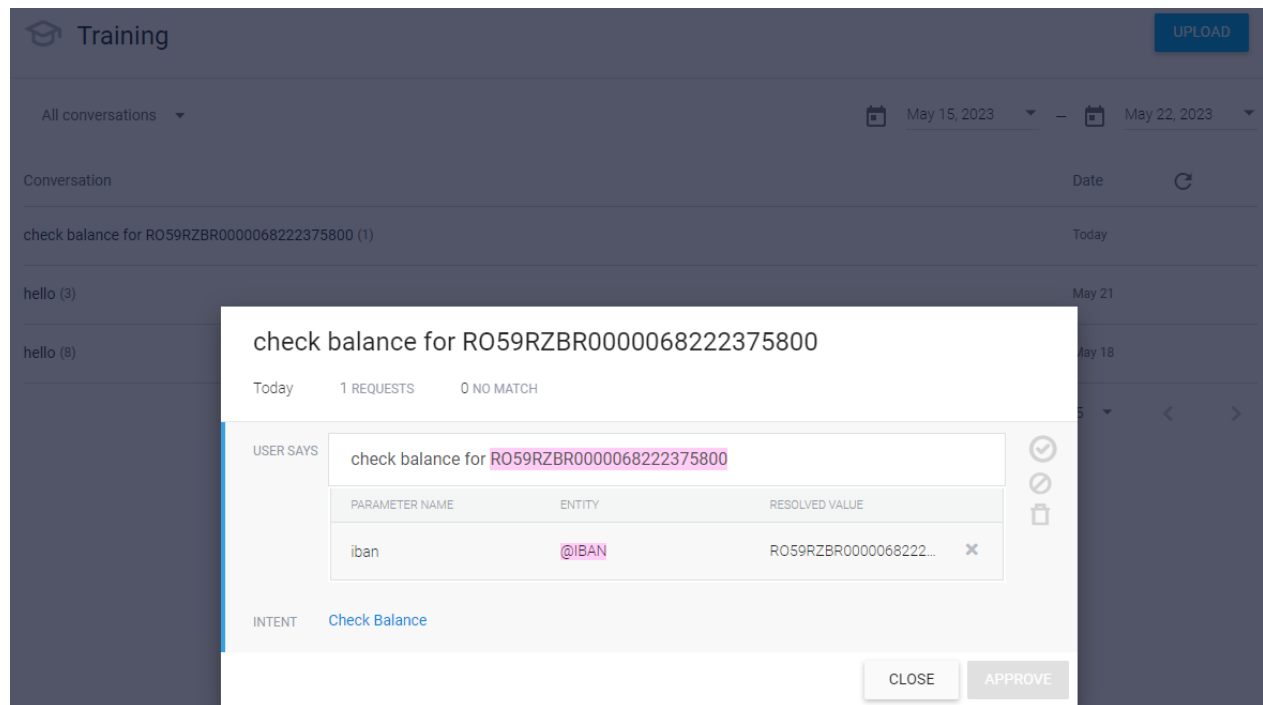 Training
UPLOAD
All conversations
May 15, 2023 – May 22, 2023
Conversation Date
check balance for RO59RZBR0000068222375800 (1) Today
hello (3) May 21
hello (8) May 18
5
check balance for RO59RZBR0000068222375800
Today 1 REQUESTS 0 NO MATCH
USER SAYS check balance for RO59RZBR0000068222375800
PARAMETER NAME ENTITY RESOLVED VALUE
iban @IBAN RO59RZBR0000068222...
INTENT Check Balance
CLOSE APPROVE